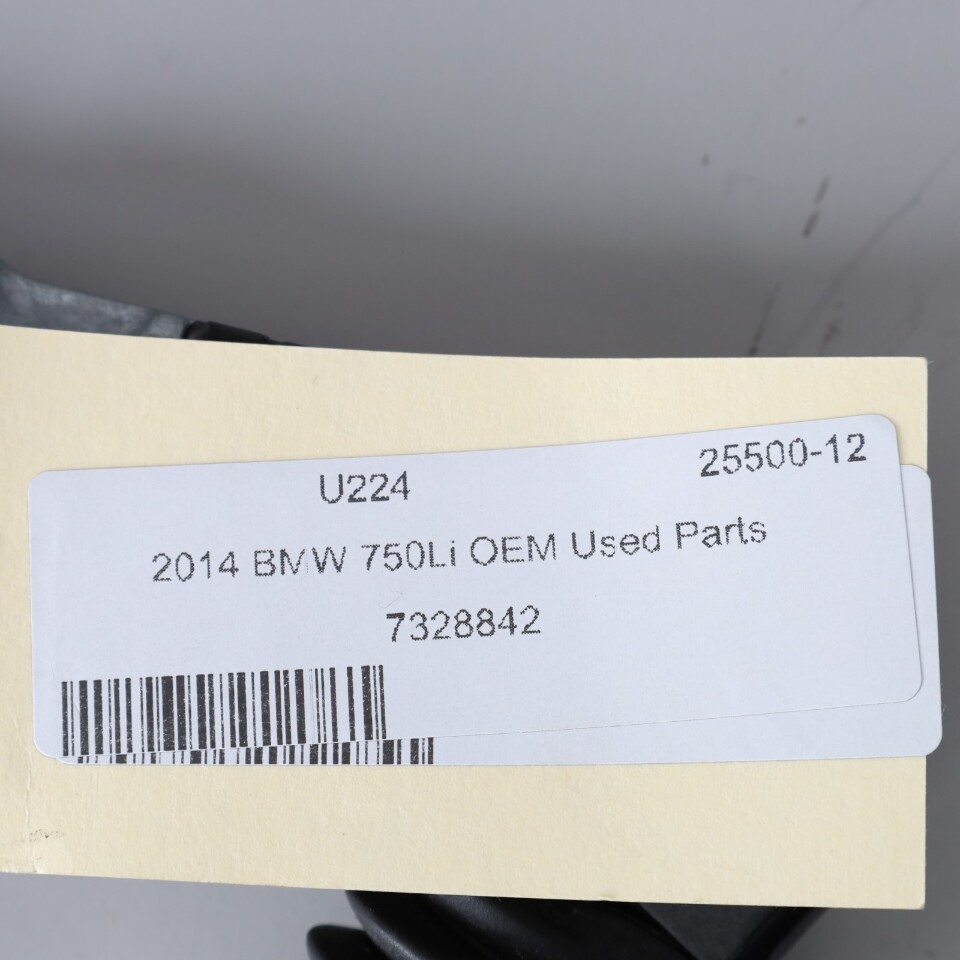 U224 25500-12
2014 BMW 750Li OEM Used Parts
7328842